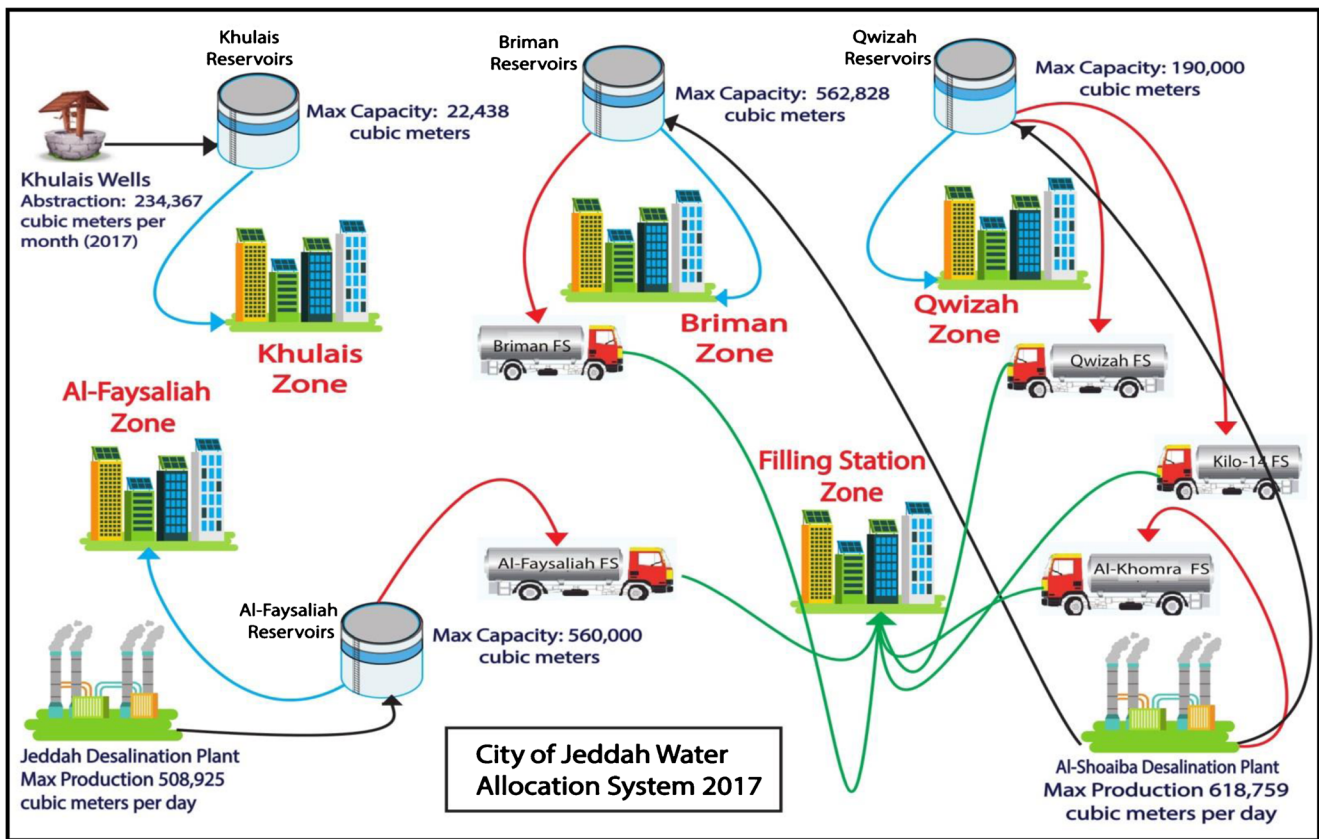 Khulais
Reservoirs
Max Capacity: 22,438
cubic meters
Khulais Wells
Abstraction: 234,367
cubic meters per
month (2017)
Khulais
Zone
Briman
Reservoirs
Max Capacity: 562,828
cubic meters
Briman
Zone
Briman FS
Qwizah
Reservoirs
Max Capacity: 190,000
cubic meters
Qwizah
Zone
Qwizah FS
Kilo-14 FS
Al-Faysaliah
Zone
Al-Faysaliah FS
Filling Station
Zone
Al-Khomra FS
Al-Faysaliah
Reservoirs
Max Capacity: 560,000
cubic meters
Jeddah Desalination Plant
Max Production 508,925
cubic meters per day
City of Jeddah Water
Allocation System 2017
Al-Shoaiba Desalination Plant
Max Production 618,759
cubic meters per day